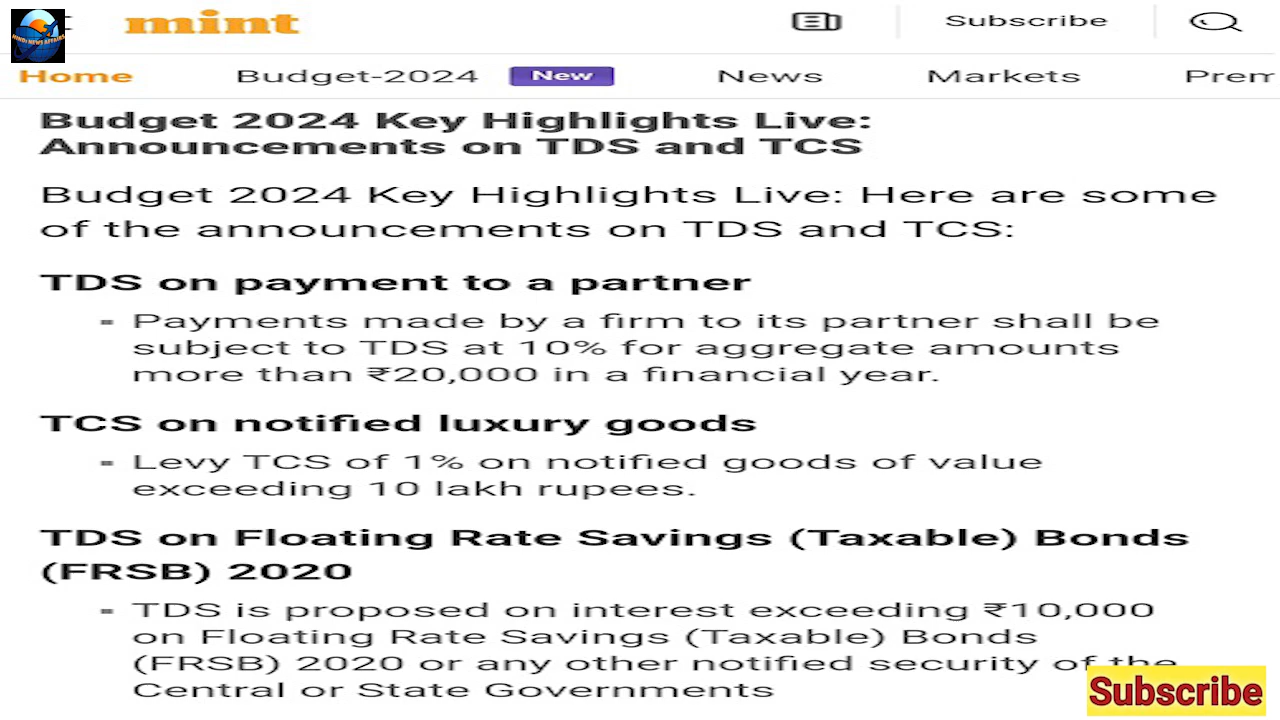 HINDI NEWS AFFAIRS
mint
Subscribe
Home Budget-2024 New News Markets Prem
Budget 2024 Key Highlights Live:
Announcements on TDS and TCS
Budget 2024 Key Highlights Live: Here are some
of the announcements on TDS and TCS:
TDS on payment to a partner
▪ Payments made by a firm to its partner shall be
subject to TDS at 10% for aggregate amounts
more than ₹20,000 in a financial year.
TCS on notified luxury goods
▪ Levy TCS of 1% on notified goods of value
exceeding 10 lakh rupees.
TDS on Floating Rate Savings (Taxable) Bonds
(FRSB) 2020
▪ TDS is proposed on interest exceeding ₹10,000
on Floating Rate Savings (Taxable) Bonds
(FRSB) 2020 or any other notified security of the
Central or State Governments
Subscribe